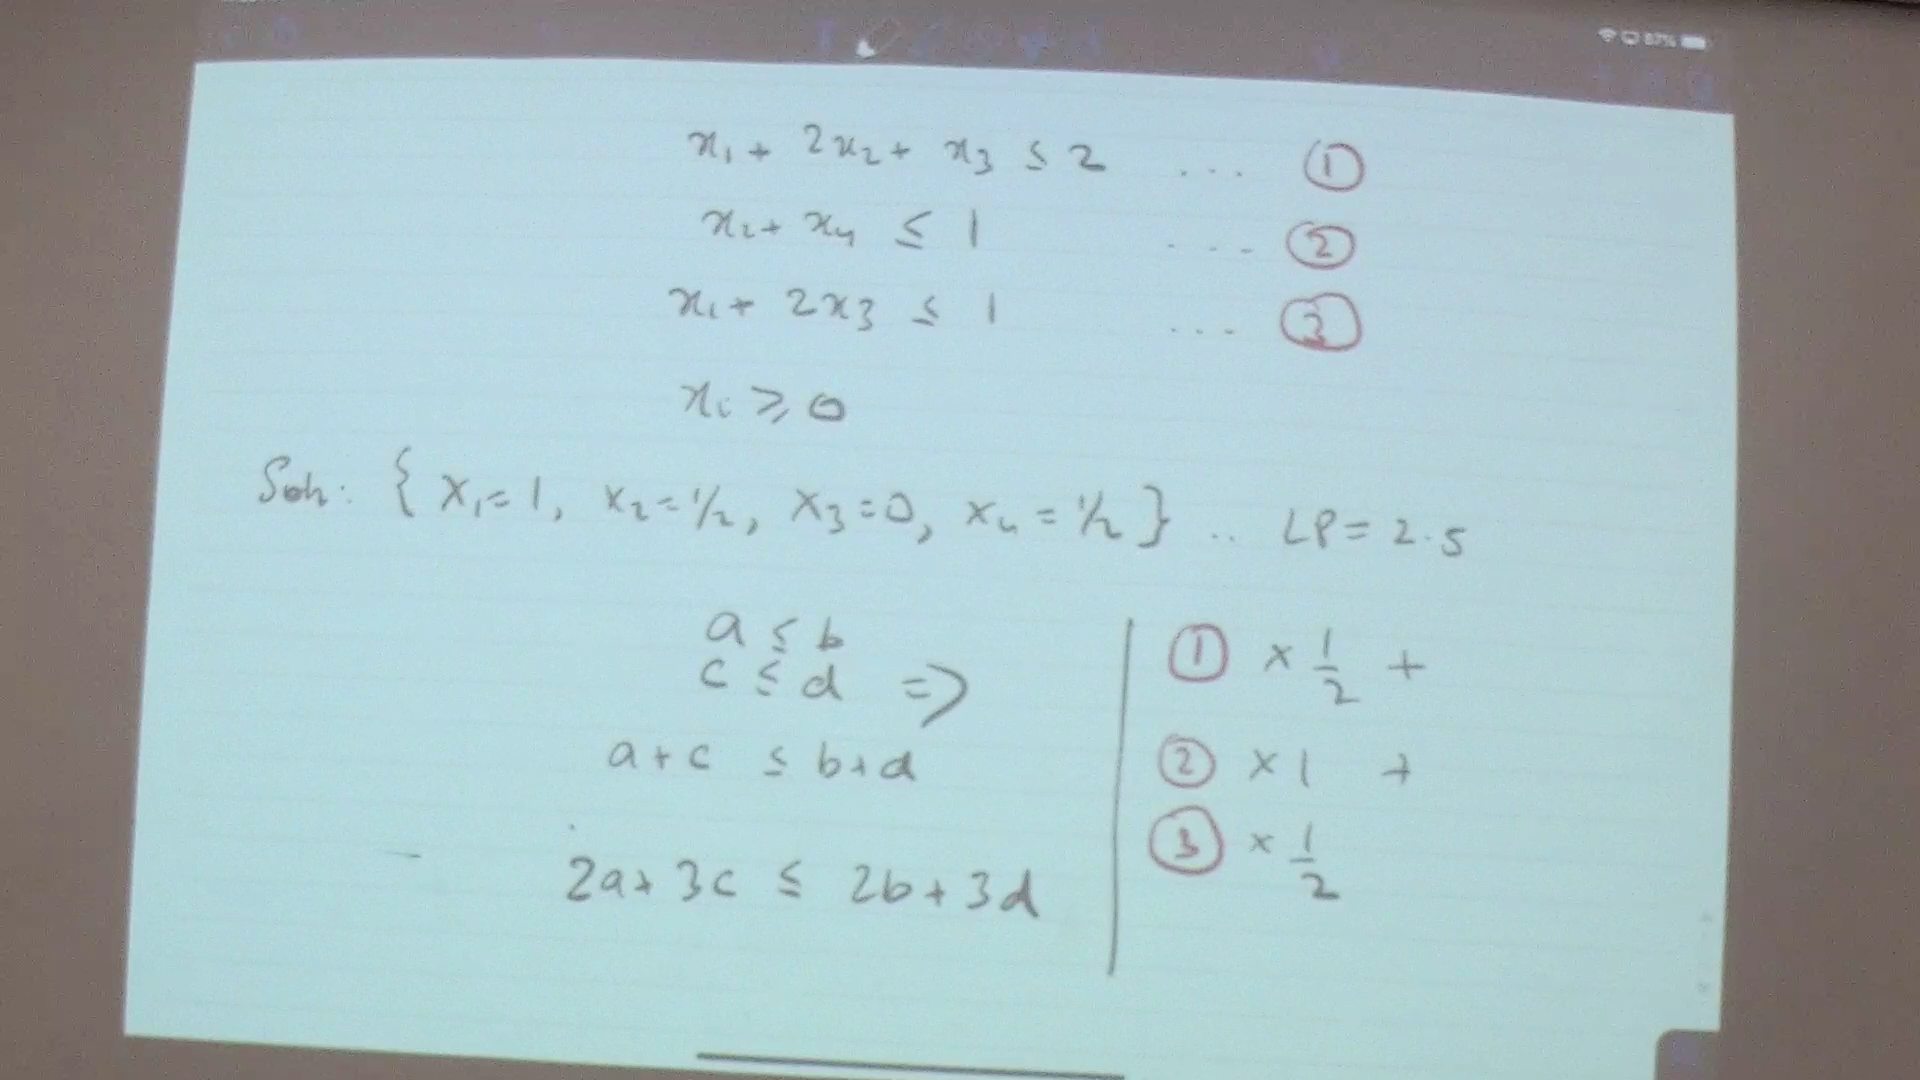 87%
x₁ + 2x₂ + x₃ ≤ 2 ... ①
x₂ + x₄ ≤ 1 ... ②
x₁ + 2x₃ ≤ 1 ... ③
xᵢ ≥ 0
Soln: { x₁ = 1, x₂ = 1/2, x₃ = 0, x₄ = 1/2 } .. LP = 2.5
a ≤ b
c ≤ d =>
a + c ≤ b + d
2a + 3c ≤ 2b + 3d
① × 1/2 +
② × 1 +
③ × 1/2